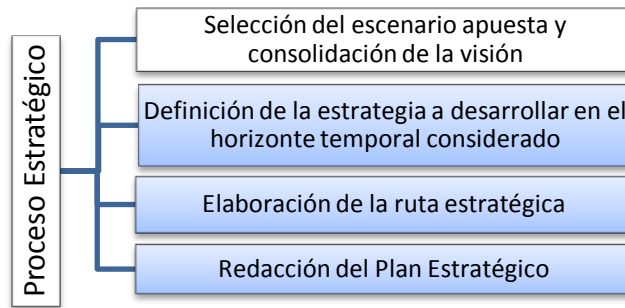 Proceso Estratégico
Selección del escenario apuesta y
consolidación de la visión
Definición de la estrategia a desarrollar en el
horizonte temporal considerado
Elaboración de la ruta estratégica
Redacción del Plan Estratégico